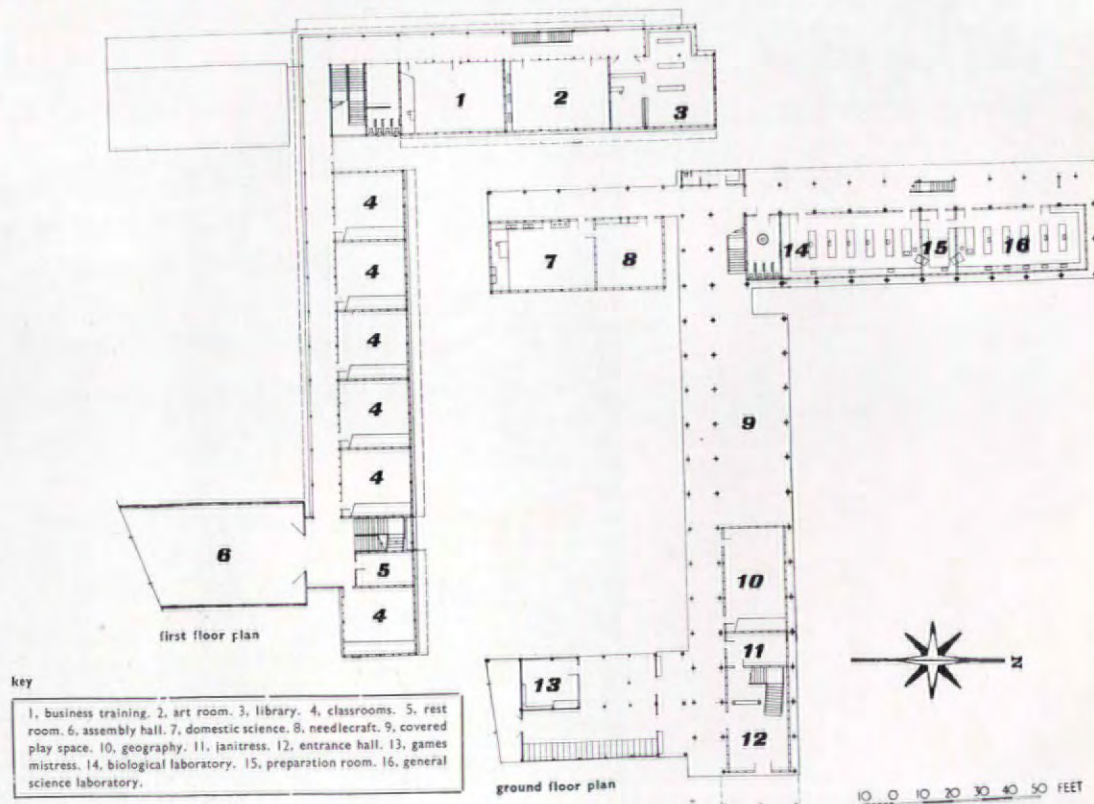 1
2
3
4
4
4
4
4
5
6
4
first floor plan
7
8
14
15
16
9
10
11
13
12
ground floor plan
N
10 0 10 20 30 40 50 FEET
key
1, business training. 2, art room. 3, library. 4, classrooms. 5, rest
room. 6, assembly hall. 7, domestic science. 8, needlecraft. 9, covered
play space. 10, geography. 11, janitress. 12, entrance hall. 13, games
mistress. 14, biological laboratory. 15, preparation room. 16, general
science laboratory.